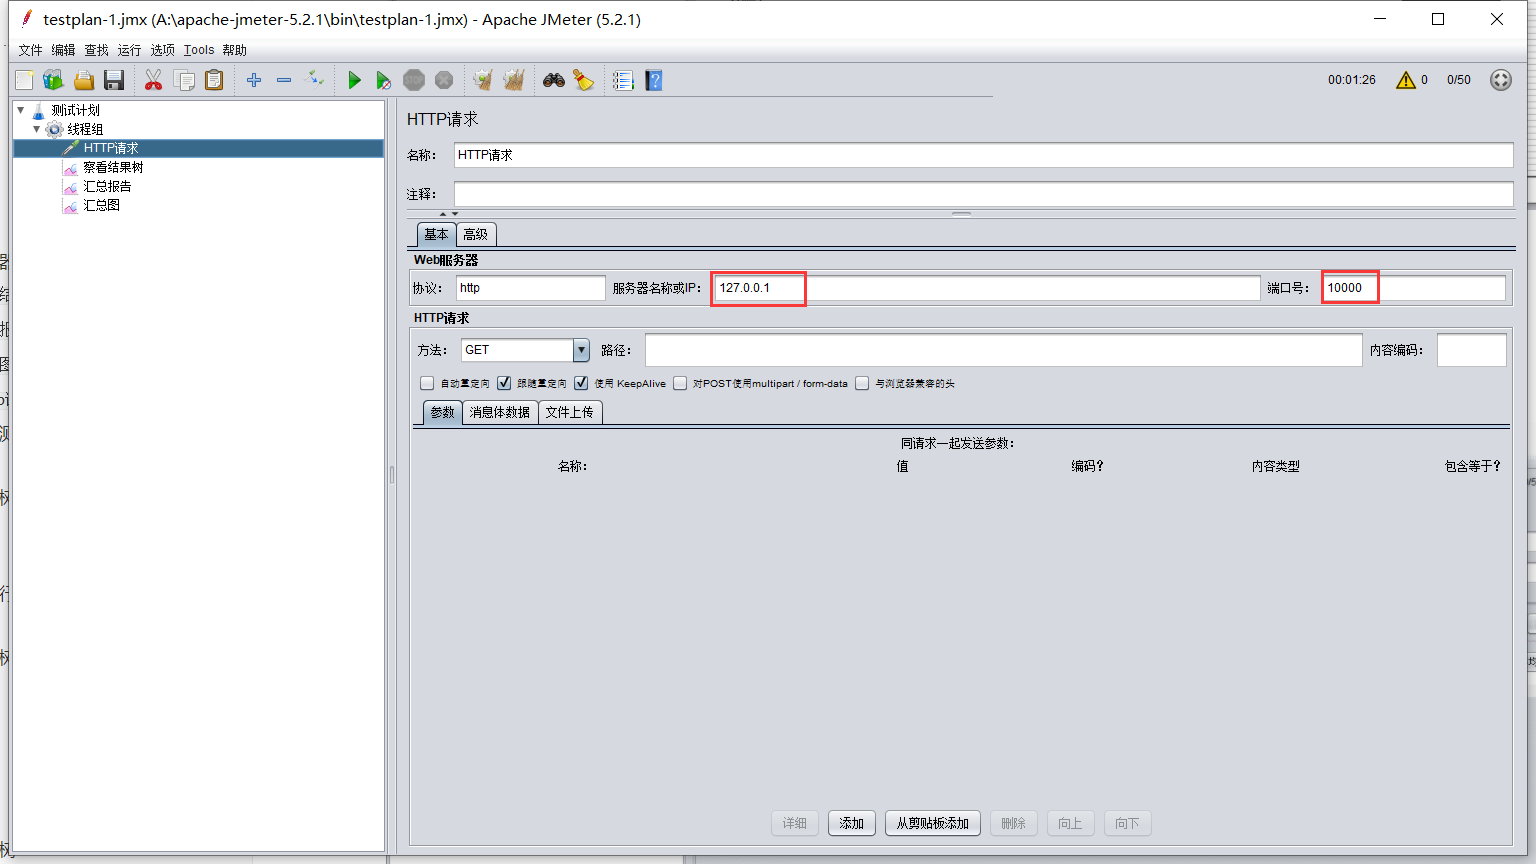 testplan-1.jmx (A:\apache-jmeter-5.2.1\bin\testplan-1.jmx) - Apache JMeter (5.2.1)
文件 编辑 查找 运行 选项 Tools 帮助
STOP
00:01:26 0 0/50
测试计划
线程组
HTTP请求
察看结果树
汇总报告
汇总图
HTTP请求
名称: HTTP请求
注释:
基本 高级
Web服务器
协议: http 服务器名称或IP: 127.0.0.1 端口号: 10000
HTTP请求
方法: GET 路径: 内容编码:
自动重定向 跟随重定向 使用 KeepAlive 对POST使用multipart / form-data 与浏览器兼容的头
参数 消息体数据 文件上传
同请求一起发送参数:
名称: 值 编码? 内容类型 包含等于?
详细 添加 从剪贴板添加 删除 向上 向下